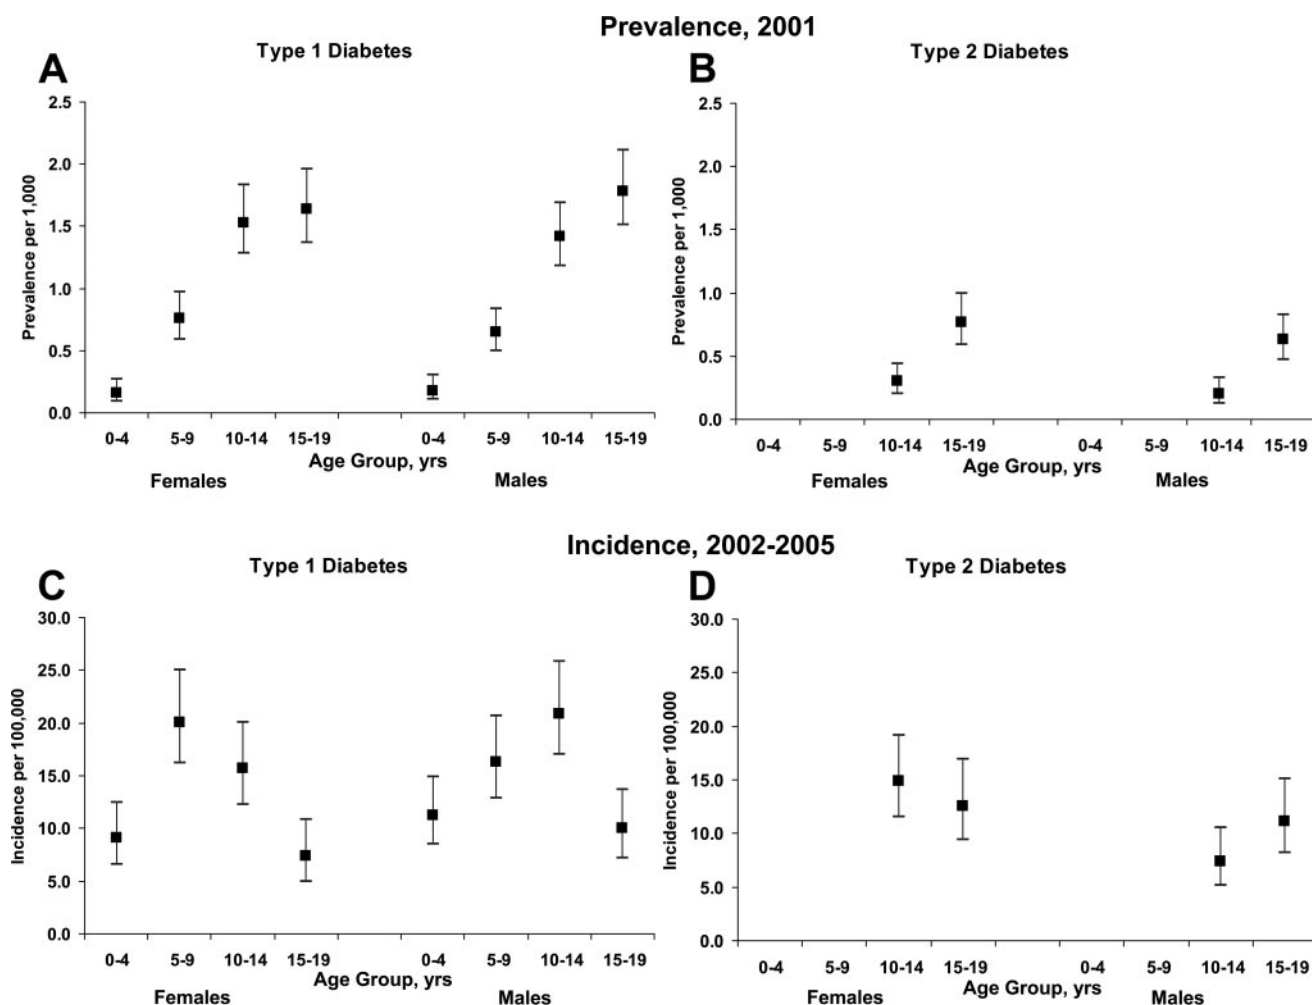 Prevalence, 2001
A
Type 1 Diabetes
Prevalence per 1,000
2.5
2.0
1.5
1.0
0.5
0.0
0-4 5-9 10-14 15-19 0-4 5-9 10-14 15-19
Age Group, yrs
Females Males
B
Type 2 Diabetes
Prevalence per 1,000
2.5
2.0
1.5
1.0
0.5
0.0
0-4 5-9 10-14 15-19 0-4 5-9 10-14 15-19
Age Group, yrs
Females Males
Incidence, 2002-2005
C
Type 1 Diabetes
Incidence per 100,000
30.0
25.0
20.0
15.0
10.0
5.0
0.0
0-4 5-9 10-14 15-19 0-4 5-9 10-14 15-19
Age Group, yrs
Females Males
D
Type 2 Diabetes
Incidence per 100,000
30.0
25.0
20.0
15.0
10.0
5.0
0.0
0-4 5-9 10-14 15-19 0-4 5-9 10-14 15-19
Age Group, yrs
Females Males